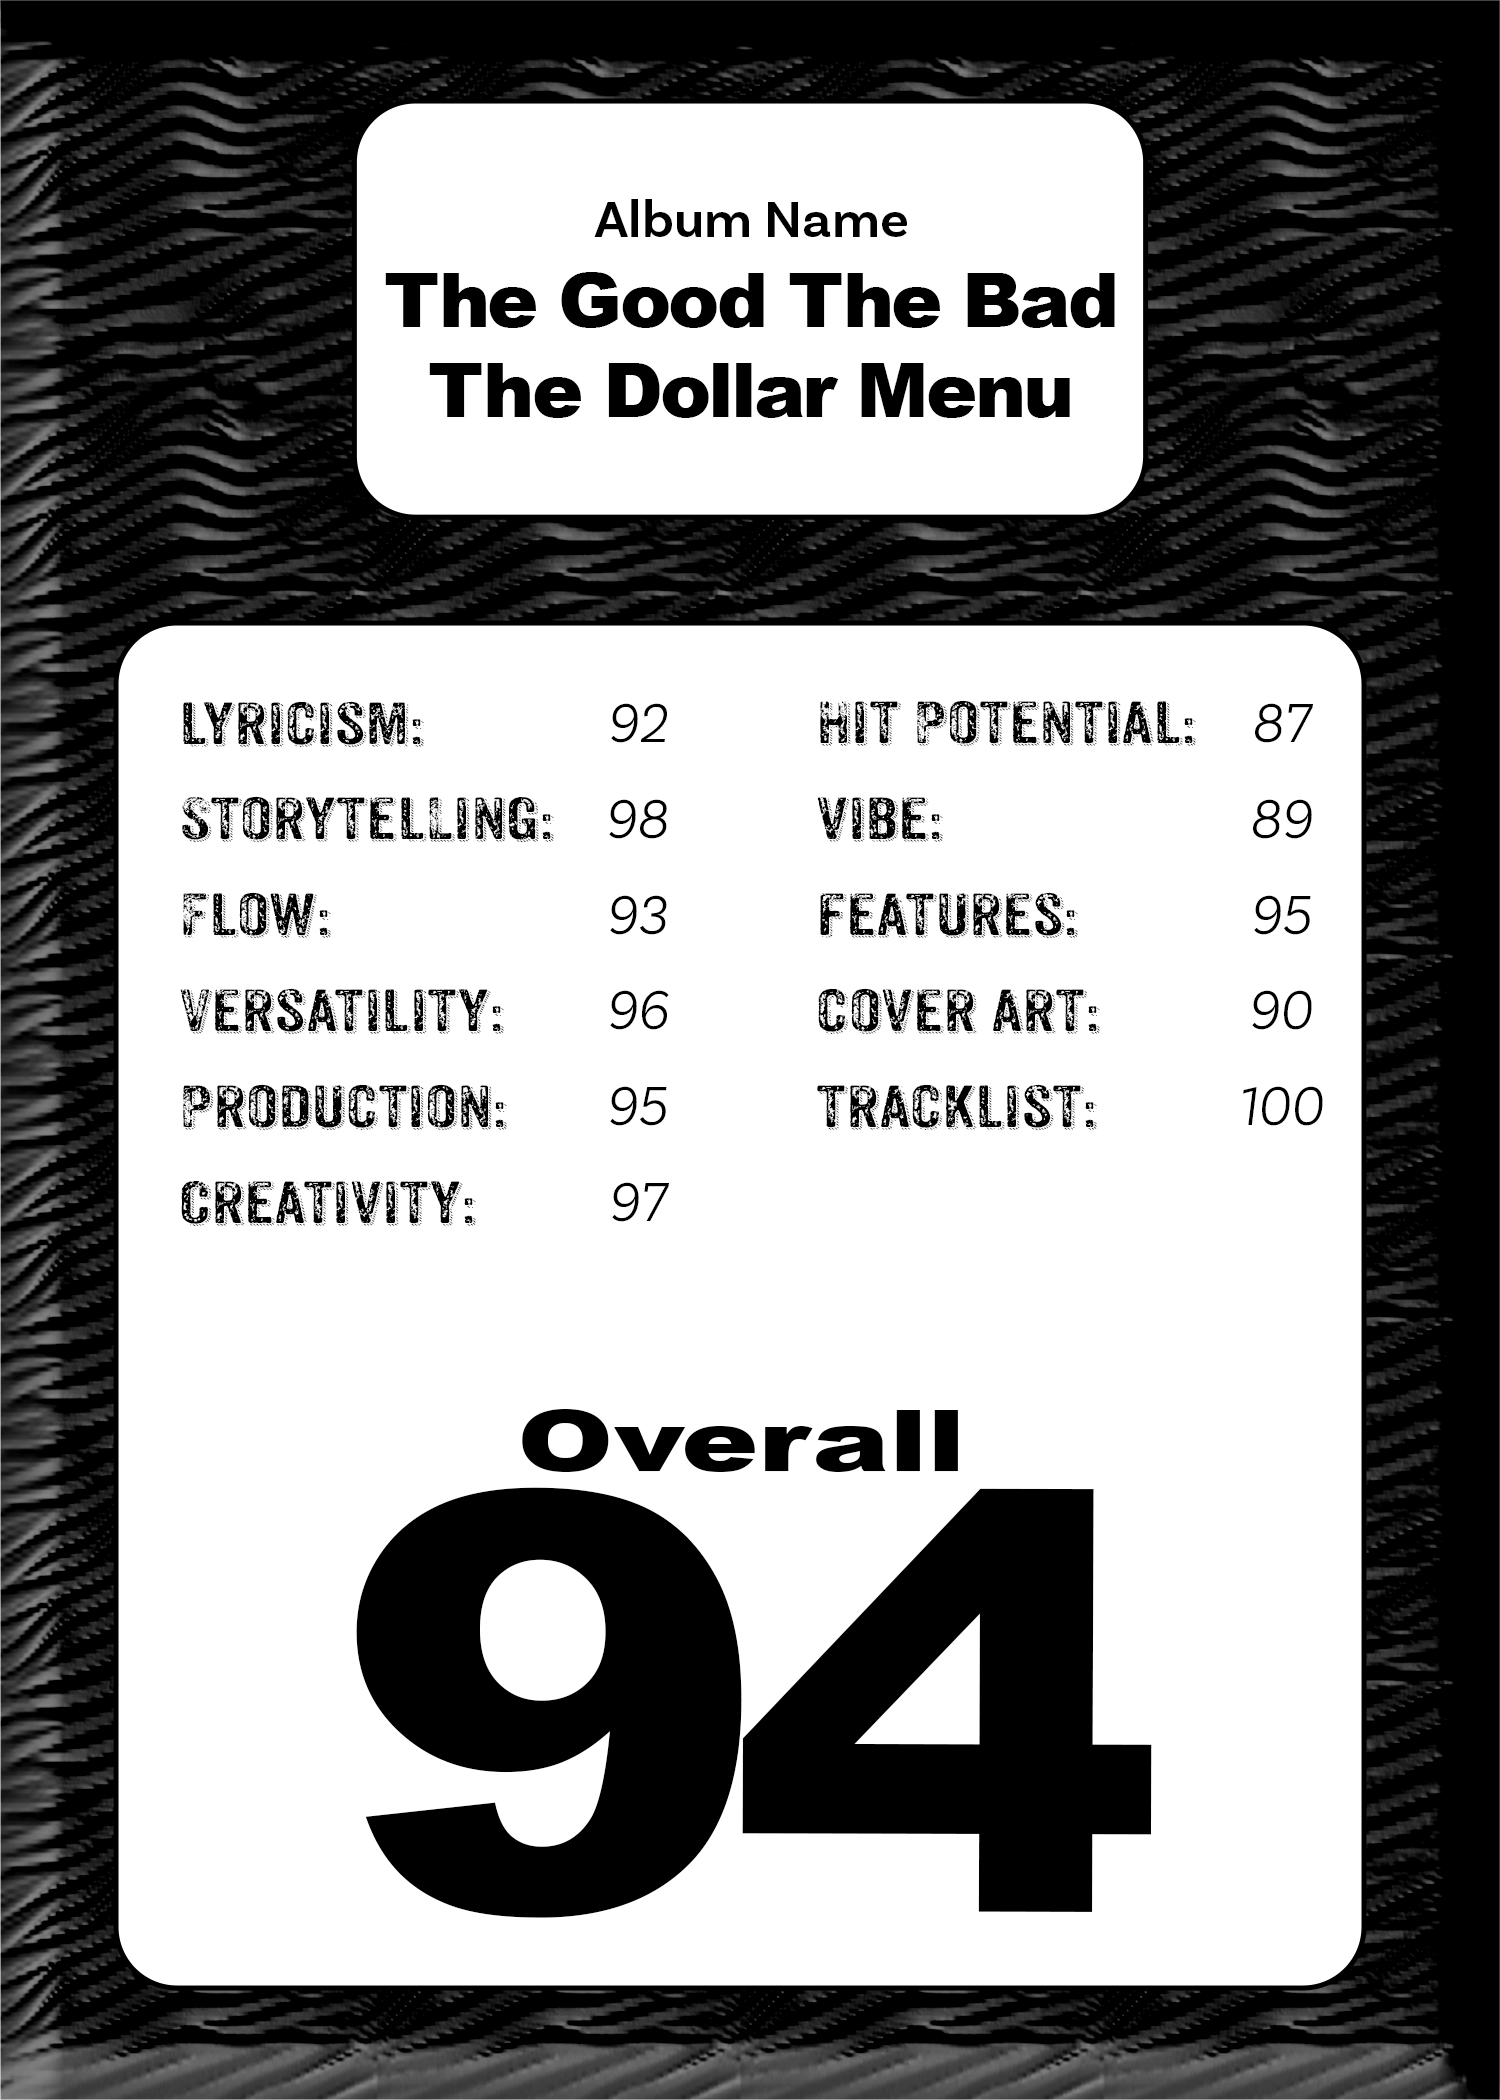 Album Name
The Good The Bad
The Dollar Menu
LYRICISM: 92
STORYTELLING: 98
FLOW: 93
VERSATILITY: 96
PRODUCTION: 95
CREATIVITY: 97
HIT POTENTIAL: 87
VIBE: 89
FEATURES: 95
COVER ART: 90
TRACKLIST: 100
Overall
94